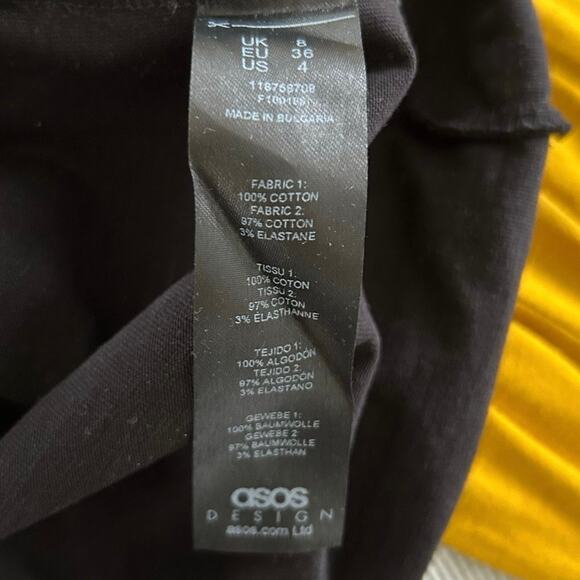 UK 8
EU 36
US 4
MADE IN BULGARIA
FABRIC 1:
100% COTTON
FABRIC 2:
97% COTTON
3% ELASTANE
TISSU 1:
100% COTON
TISSU 2:
97% COTON
3% ÉLASTHANNE
TEJIDO 1:
100% ALGODÓN
TEJIDO 2:
97% ALGODÓN
3% ELASTANO
GEWEBE 1:
100% BAUMWOLLE
GEWEBE 2:
97% BAUMWOLLE
3% ELASTHAN
asos
DESIGN
asos.com Ltd